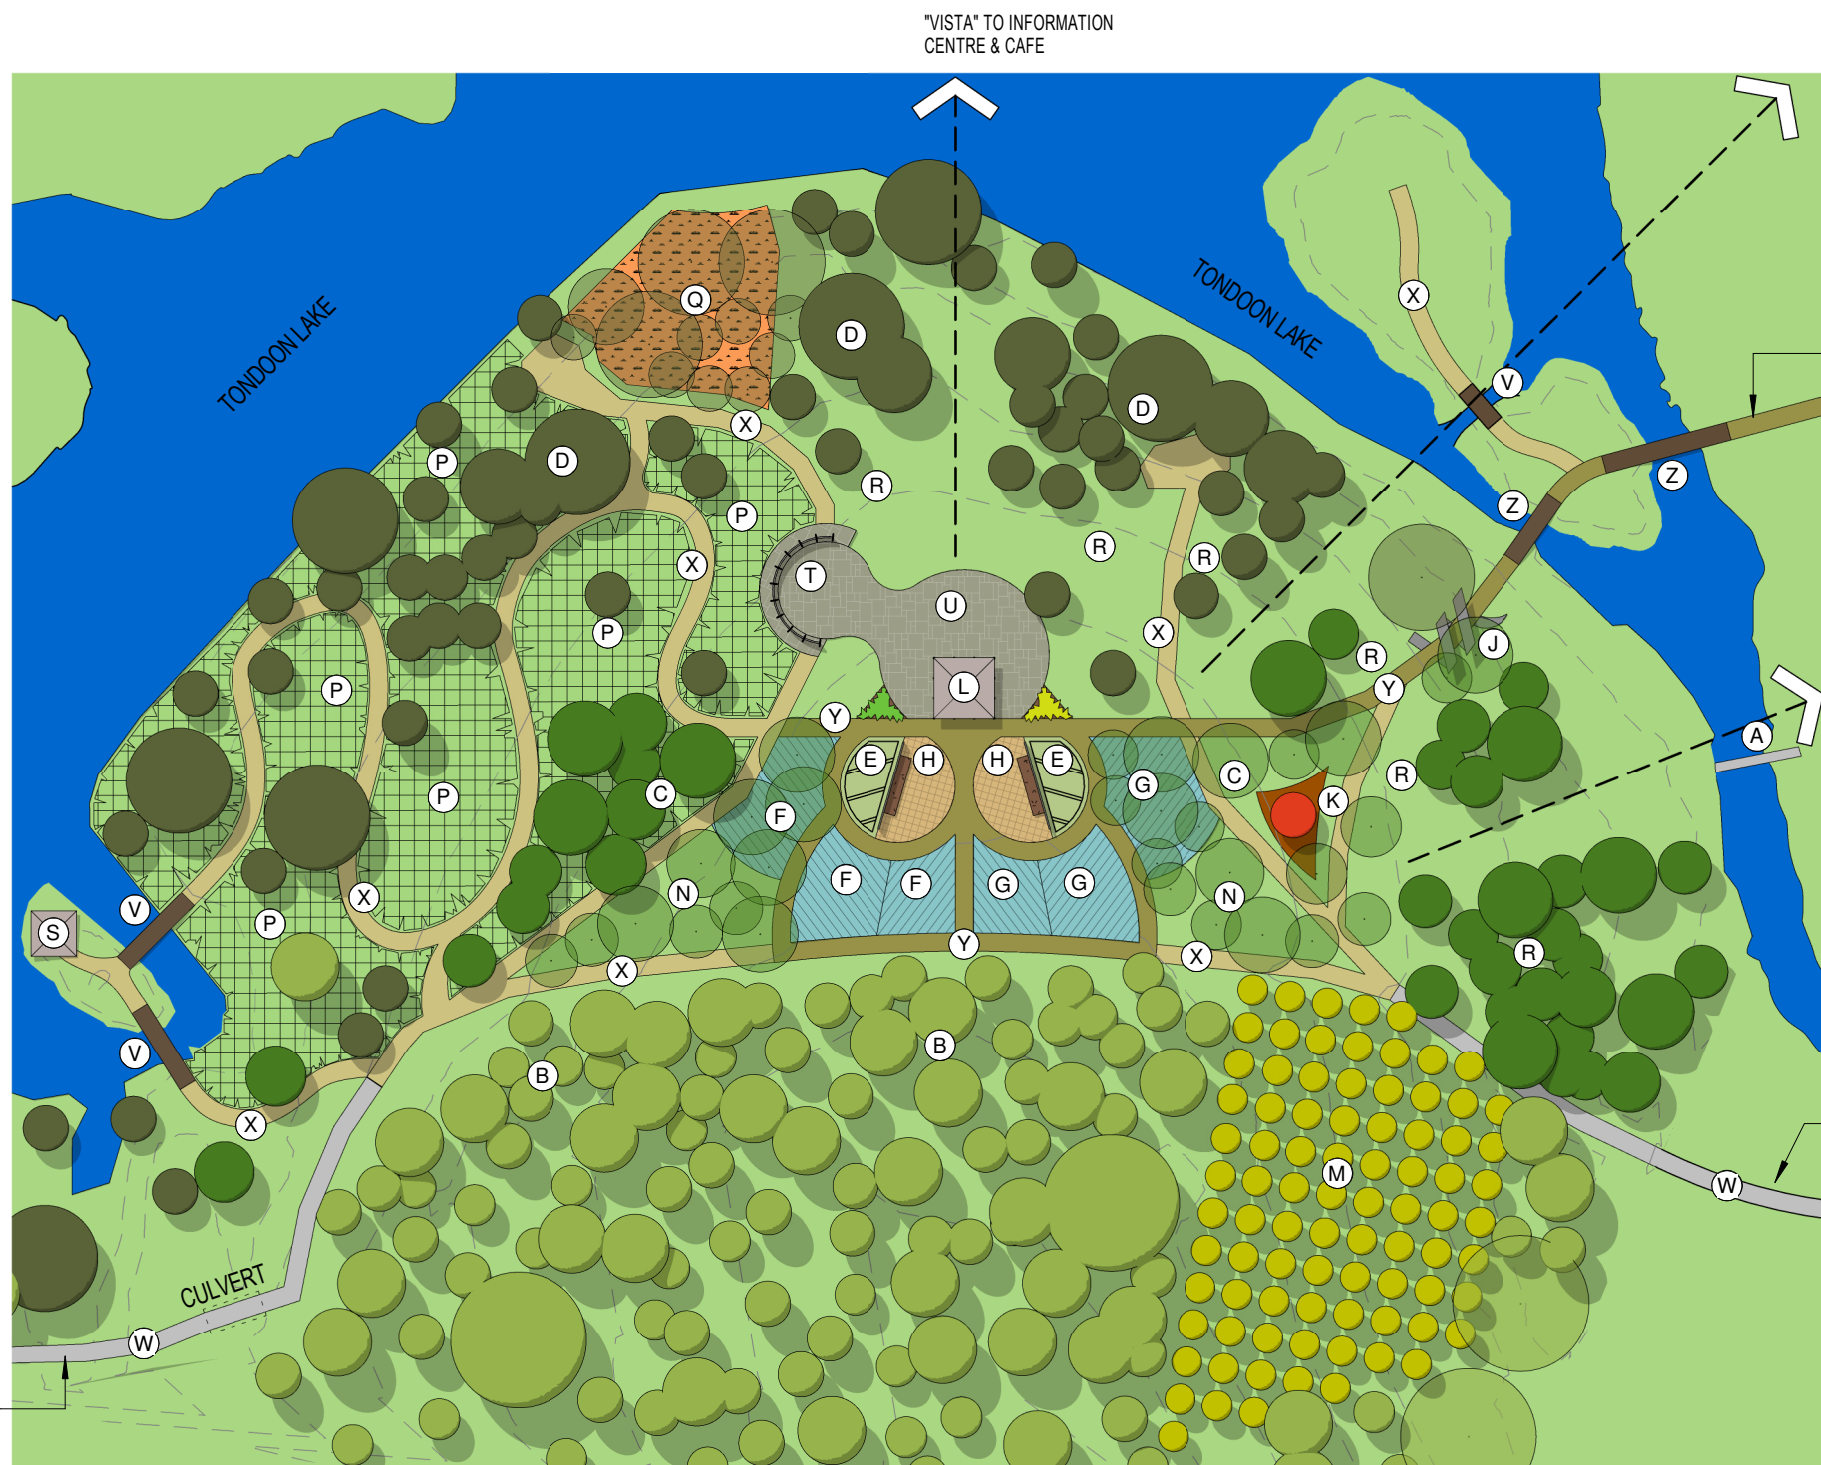 "VISTA" TO INFORMATION
CENTRE & CAFE
TONDOON LAKE
TONDOON LAKE
Q
X
D
V
D
X
P
D
R
Z
Z
P
R
R
X
T
U
P
X
J
R
P
L
Y
Y
A
E
H
H
E
C
R
G
P
C
K
F
F
F
G
G
X
N
N
V
P
S
Y
R
X
X
B
V
B
X
M
W
CULVERT
W